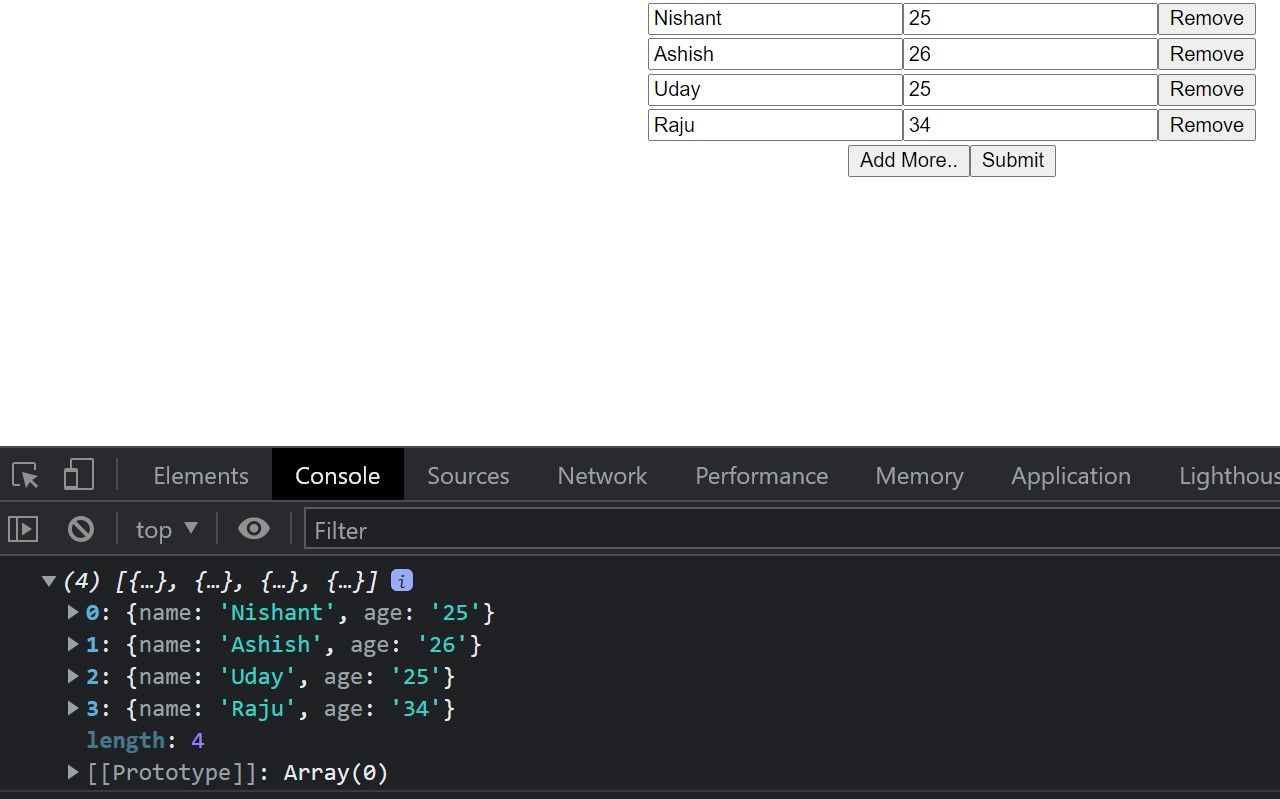 Nishant 25 Remove
Ashish 26 Remove
Uday 25 Remove
Raju 34 Remove
Add More.. Submit
Elements Console Sources Network Performance Memory Application Lighthous
top Filter
(4) [{…}, {…}, {…}, {…}] i
0: {name: 'Nishant', age: '25'}
1: {name: 'Ashish', age: '26'}
2: {name: 'Uday', age: '25'}
3: {name: 'Raju', age: '34'}
length: 4
[[Prototype]]: Array(0)